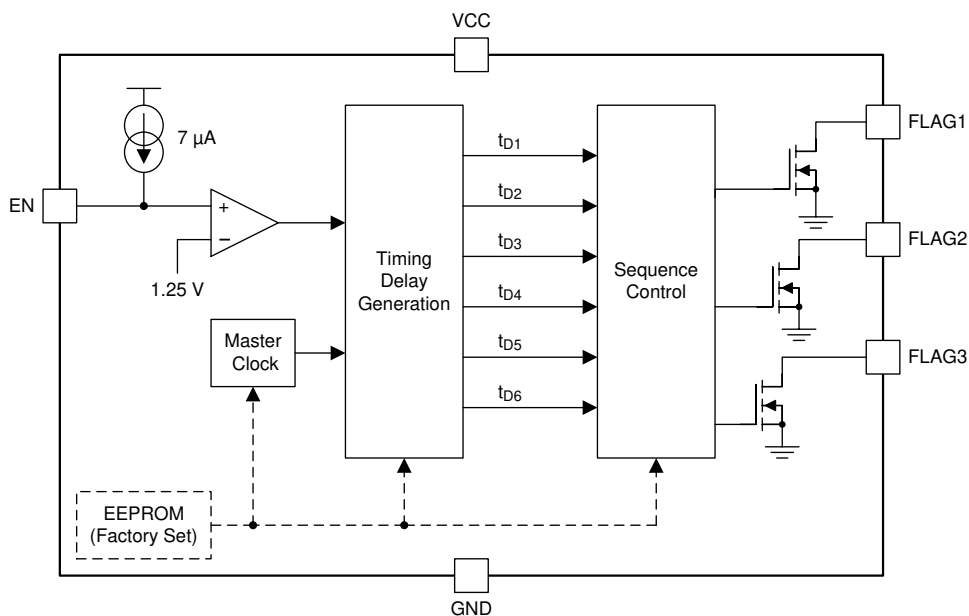 VCC
7 µA
FLAG1
EN
+
−
1.25 V
Timing
Delay
Generation
tD1
tD2
tD3
tD4
tD5
tD6
Sequence
Control
FLAG2
FLAG3
Master
Clock
EEPROM
(Factory Set)
GND